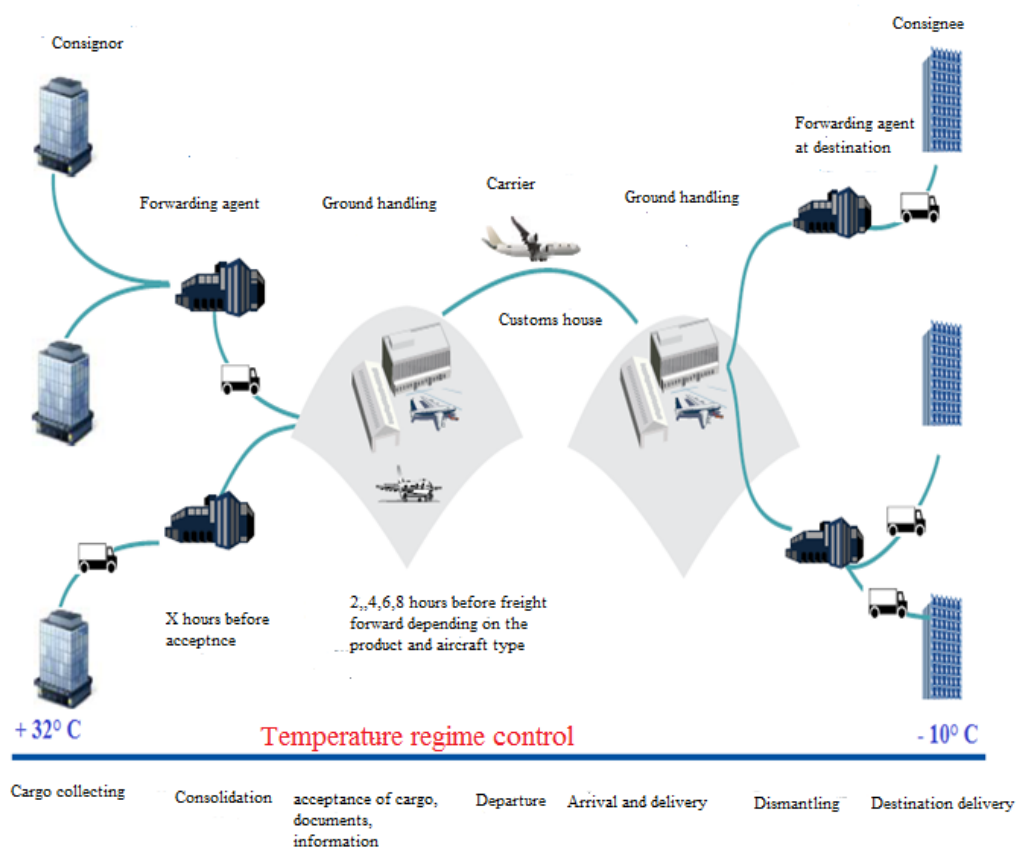 Consignor
Consignee
Forwarding agent
at destination
Carrier
Forwarding agent
Ground handling
Ground handling
Customs house
X hours before
acceptnce
2,,4,6,8 hours before freight
forward depending on the
product and aircraft type
+ 32⁰ C
Temperature regime control
- 10⁰ C
Cargo collecting
Consolidation
acceptance of cargo,
documents,
information
Departure
Arrival and delivery
Dismantling
Destination delivery